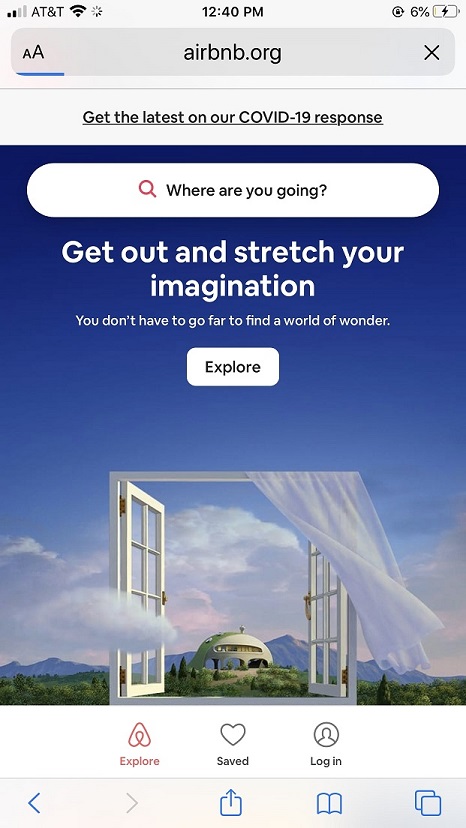 AT&T
12:40 PM
6%
AA
airbnb.org
Get the latest on our COVID-19 response
Where are you going?
Get out and stretch your
imagination
You don’t have to go far to find a world of wonder.
Explore
Explore
Saved
Log in